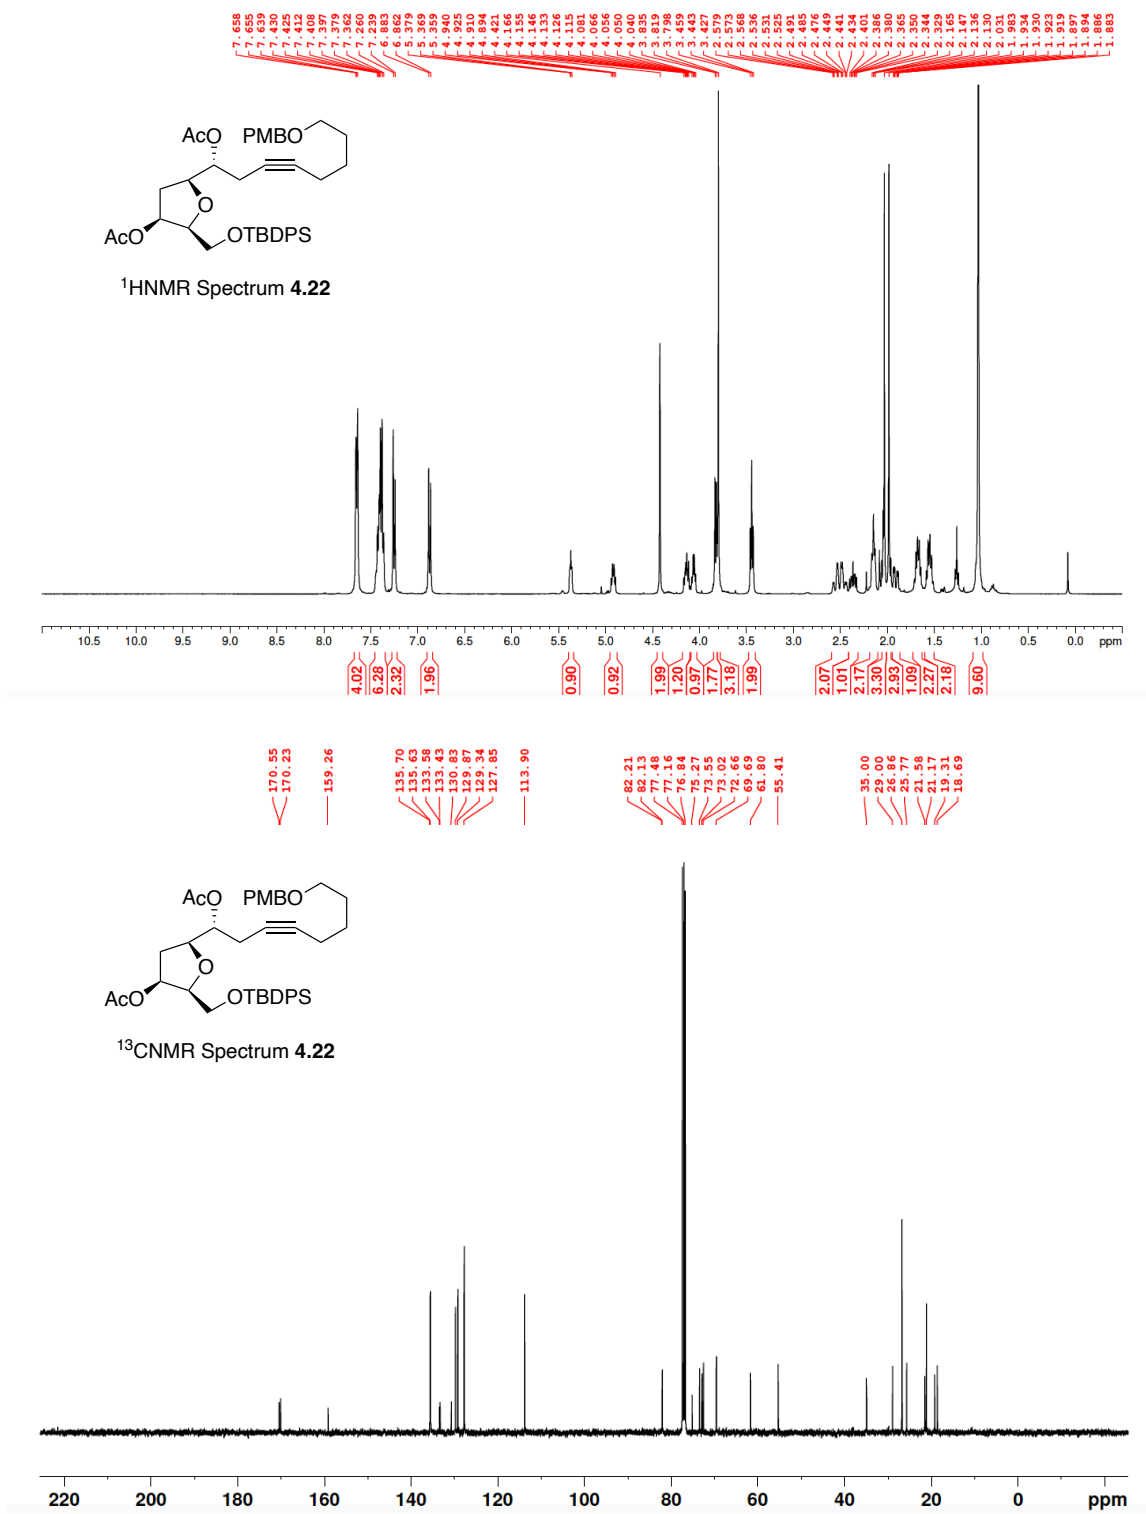 7.658 7.655 7.639 7.430 7.425 7.412 7.408 7.397 7.379 7.362 7.260 7.239 6.883 6.862 5.379 5.369 5.359 4.940 4.925 4.910 4.894 4.421 4.166 4.155 4.146 4.133 4.126 4.115 4.081 4.066 4.056 4.050 4.040 3.835 3.819 3.798 3.459 3.443 3.427 2.579 2.573 2.568 2.536 2.531 2.525 2.491 2.485 2.476 2.449 2.441 2.434 2.401 2.386 2.380 2.365 2.350 2.344 2.329 2.165 2.147 2.136 2.130 2.031 1.983 1.934 1.930 1.923 1.919 1.897 1.894 1.886 1.883
AcO PMBO
O
AcO OTBDPS
1HNMR Spectrum 4.22
10.5 9.5 9.0 8.5 8.0 7.5 7.0 6.5 6.0 5.5 5.0 4.5 4.0 3.5 3.0 2.5 2.0 1.5 1.0 0.5 0.0 ppm
4.02 6.28 2.32 1.96 0.90 0.92 1.99 1.20 0.97 1.77 3.18 1.99 2.07 1.01 2.17 3.30 2.93 1.09 2.27 2.18 9.60
170.55 170.23 159.26 135.70 135.63 133.58 133.43 130.83 129.87 129.34 127.85 113.90 82.21 82.13 77.48 77.16 76.84 75.27 73.55 73.02 72.66 69.69 61.80 55.41 35.00 29.00 26.86 25.77 21.58 21.17 19.31 18.69
AcO PMBO
O
AcO OTBDPS
13CNMR Spectrum 4.22
220 200 180 160 140 120 100 80 60 40 20 0 ppm